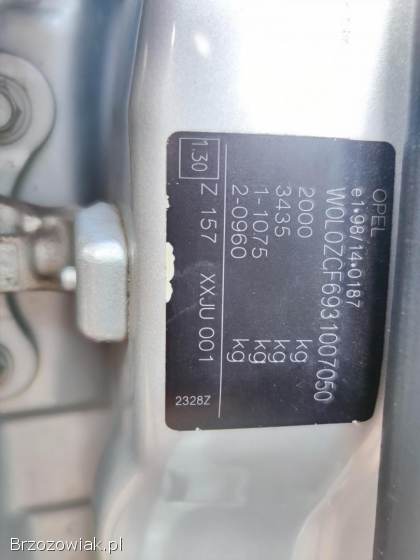 OPEL
e1•98/14•0187
W0L0ZCF6931007050
2000 kg
3435 kg
1-1075 kg
2-0960 kg
1.30 Z 157 XXJU 001
2328Z
Brzozowiak.pl